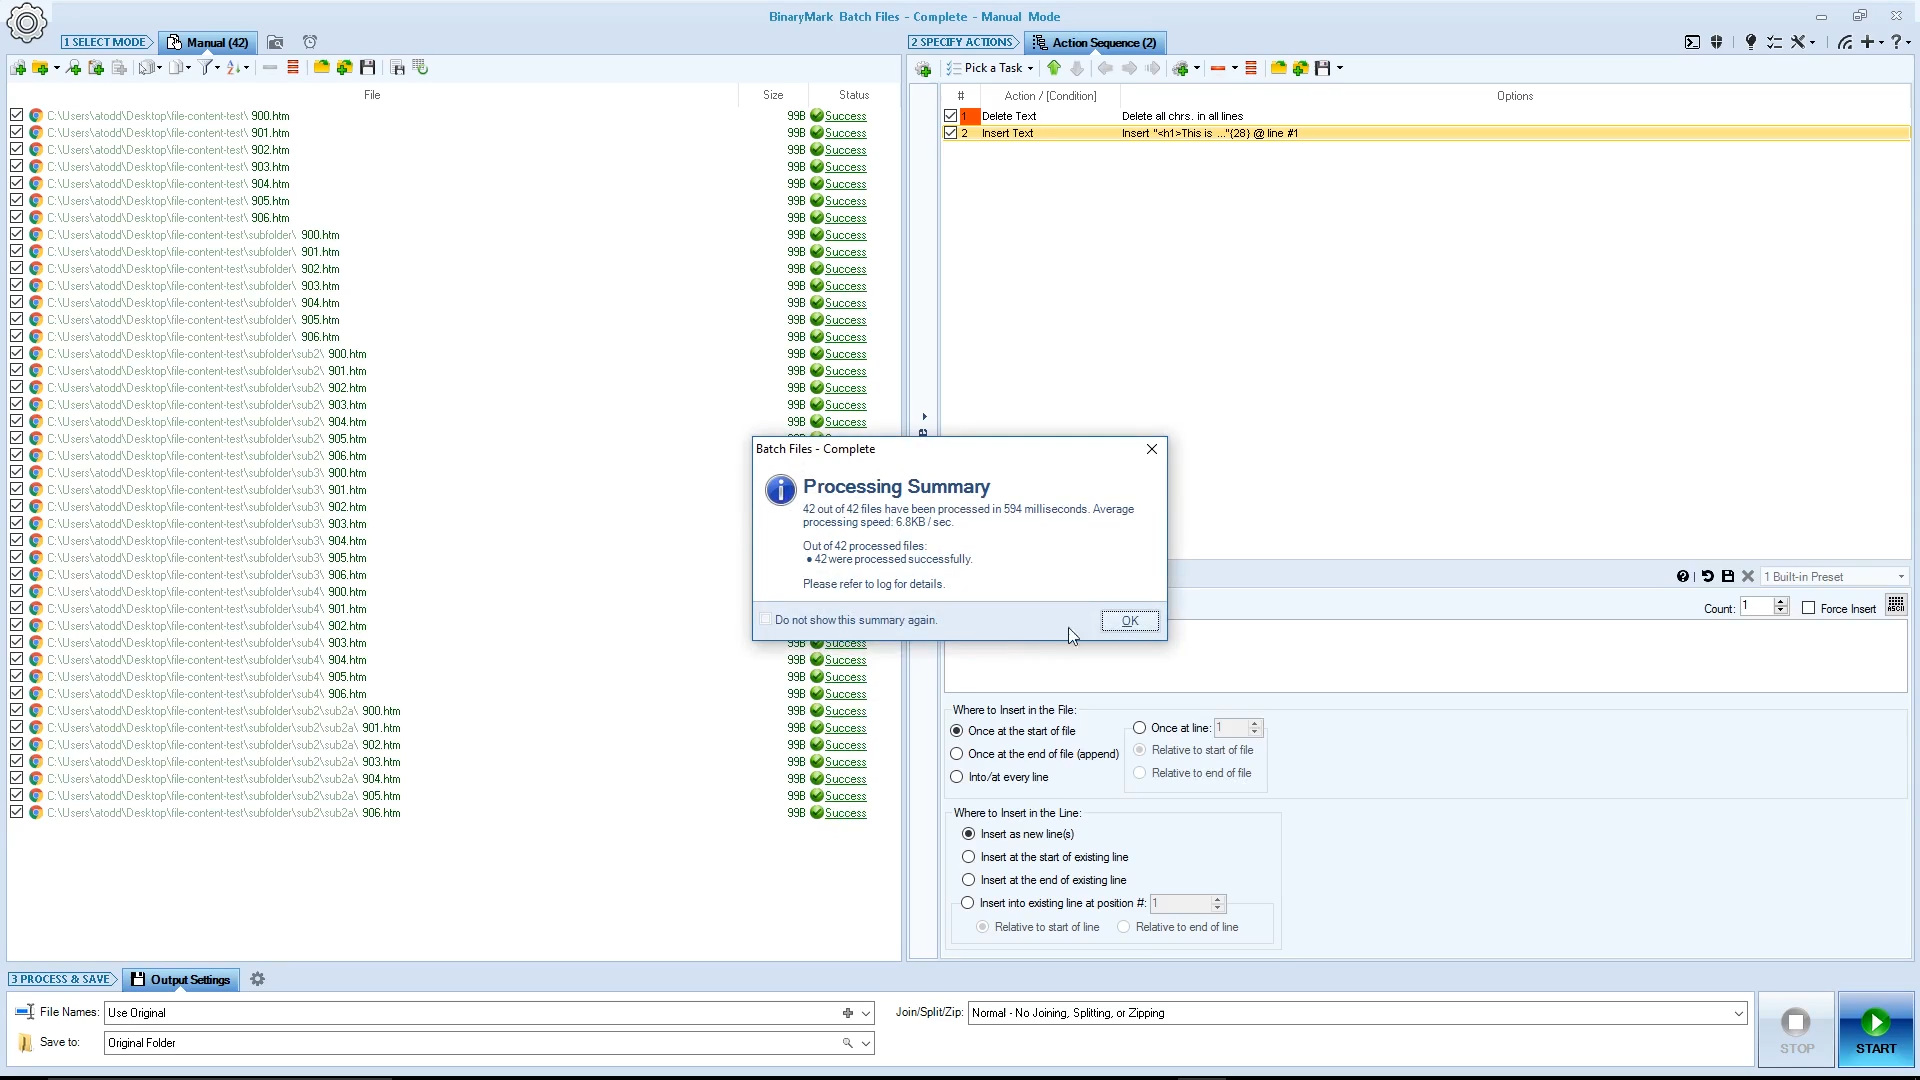 BinaryMark Batch Files - Complete - Manual Mode
1 SELECT MODE
Manual (42)
2 SPECIFY ACTIONS
Action Sequence (2)
Pick a Task
File Size Status
C:\Users\atodd\Desktop\file-content-test\ 900.htm 99B Success
C:\Users\atodd\Desktop\file-content-test\ 901.htm 99B Success
C:\Users\atodd\Desktop\file-content-test\ 902.htm 99B Success
C:\Users\atodd\Desktop\file-content-test\ 903.htm 99B Success
C:\Users\atodd\Desktop\file-content-test\ 904.htm 99B Success
C:\Users\atodd\Desktop\file-content-test\ 905.htm 99B Success
C:\Users\atodd\Desktop\file-content-test\ 906.htm 99B Success
C:\Users\atodd\Desktop\file-content-test\subfolder\ 900.htm 99B Success
C:\Users\atodd\Desktop\file-content-test\subfolder\ 901.htm 99B Success
C:\Users\atodd\Desktop\file-content-test\subfolder\ 902.htm 99B Success
C:\Users\atodd\Desktop\file-content-test\subfolder\ 903.htm 99B Success
C:\Users\atodd\Desktop\file-content-test\subfolder\ 904.htm 99B Success
C:\Users\atodd\Desktop\file-content-test\subfolder\ 905.htm 99B Success
C:\Users\atodd\Desktop\file-content-test\subfolder\ 906.htm 99B Success
C:\Users\atodd\Desktop\file-content-test\subfolder\sub2\ 900.htm 99B Success
C:\Users\atodd\Desktop\file-content-test\subfolder\sub2\ 901.htm 99B Success
C:\Users\atodd\Desktop\file-content-test\subfolder\sub2\ 902.htm 99B Success
C:\Users\atodd\Desktop\file-content-test\subfolder\sub2\ 903.htm 99B Success
C:\Users\atodd\Desktop\file-content-test\subfolder\sub2\ 904.htm 99B Success
C:\Users\atodd\Desktop\file-content-test\subfolder\sub2\ 905.htm
C:\Users\atodd\Desktop\file-content-test\subfolder\sub2\ 906.htm
C:\Users\atodd\Desktop\file-content-test\subfolder\sub3\ 900.htm
C:\Users\atodd\Desktop\file-content-test\subfolder\sub3\ 901.htm
C:\Users\atodd\Desktop\file-content-test\subfolder\sub3\ 902.htm
C:\Users\atodd\Desktop\file-content-test\subfolder\sub3\ 903.htm
C:\Users\atodd\Desktop\file-content-test\subfolder\sub3\ 904.htm
C:\Users\atodd\Desktop\file-content-test\subfolder\sub3\ 905.htm
C:\Users\atodd\Desktop\file-content-test\subfolder\sub3\ 906.htm
C:\Users\atodd\Desktop\file-content-test\subfolder\sub4\ 900.htm
C:\Users\atodd\Desktop\file-content-test\subfolder\sub4\ 901.htm
C:\Users\atodd\Desktop\file-content-test\subfolder\sub4\ 902.htm
C:\Users\atodd\Desktop\file-content-test\subfolder\sub4\ 903.htm 99B Success
C:\Users\atodd\Desktop\file-content-test\subfolder\sub4\ 904.htm 99B Success
C:\Users\atodd\Desktop\file-content-test\subfolder\sub4\ 905.htm 99B Success
C:\Users\atodd\Desktop\file-content-test\subfolder\sub4\ 906.htm 99B Success
C:\Users\atodd\Desktop\file-content-test\subfolder\sub2\sub2a\ 900.htm 99B Success
C:\Users\atodd\Desktop\file-content-test\subfolder\sub2\sub2a\ 901.htm 99B Success
C:\Users\atodd\Desktop\file-content-test\subfolder\sub2\sub2a\ 902.htm 99B Success
C:\Users\atodd\Desktop\file-content-test\subfolder\sub2\sub2a\ 903.htm 99B Success
C:\Users\atodd\Desktop\file-content-test\subfolder\sub2\sub2a\ 904.htm 99B Success
C:\Users\atodd\Desktop\file-content-test\subfolder\sub2\sub2a\ 905.htm 99B Success
C:\Users\atodd\Desktop\file-content-test\subfolder\sub2\sub2a\ 906.htm 99B Success
# Action / [Condition] Options
1 Delete Text Delete all chrs. in all lines
2 Insert Text Insert "<h1>This is ..."{28} @ line #1
Batch Files - Complete
Processing Summary
42 out of 42 files have been processed in 594 milliseconds. Average
processing speed: 6.8KB / sec.
Out of 42 processed files:
• 42 were processed successfully.
Please refer to log for details.
Do not show this summary again.
OK
1 Built-in Preset
Count: 1 Force Insert ASCII
Where to Insert in the File:
Once at the start of file
Once at the end of file (append)
Into/at every line
Once at line: 1
Relative to start of file
Relative to end of file
Where to Insert in the Line:
Insert as new line(s)
Insert at the start of existing line
Insert at the end of existing line
Insert into existing line at position #: 1
Relative to start of line Relative to end of line
3 PROCESS & SAVE
Output Settings
File Names: Use Original
Save to: Original Folder
Join/Split/Zip: Normal - No Joining, Splitting, or Zipping
STOP
START